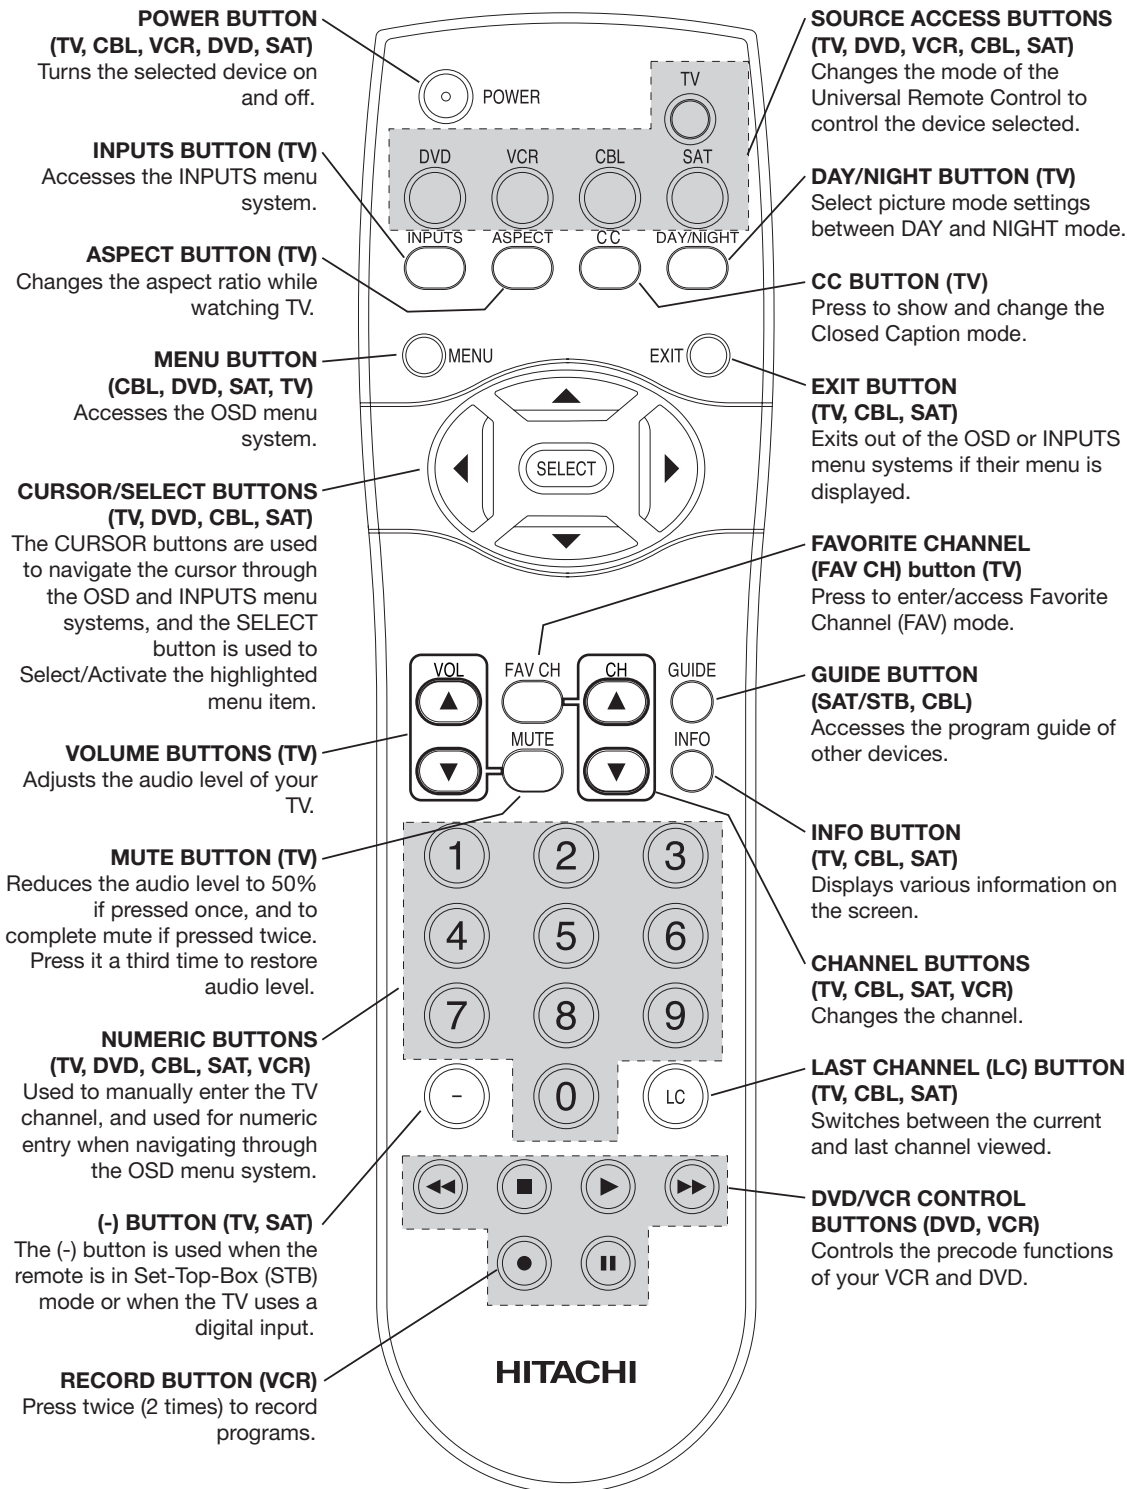 POWER BUTTON
(TV, CBL, VCR, DVD, SAT)
Turns the selected device on
and off.
INPUTS BUTTON (TV)
Accesses the INPUTS menu
system.
ASPECT BUTTON (TV)
Changes the aspect ratio while
watching TV.
MENU BUTTON
(CBL, DVD, SAT, TV)
Accesses the OSD menu
system.
CURSOR/SELECT BUTTONS
(TV, DVD, CBL, SAT)
The CURSOR buttons are used
to navigate the cursor through
the OSD and INPUTS menu
systems, and the SELECT
button is used to
Select/Activate the highlighted
menu item.
VOLUME BUTTONS (TV)
Adjusts the audio level of your
TV.
MUTE BUTTON (TV)
Reduces the audio level to 50%
if pressed once, and to
complete mute if pressed twice.
Press it a third time to restore
audio level.
NUMERIC BUTTONS
(TV, DVD, CBL, SAT, VCR)
Used to manually enter the TV
channel, and used for numeric
entry when navigating through
the OSD menu system.
(-) BUTTON (TV, SAT)
The (-) button is used when the
remote is in Set-Top-Box (STB)
mode or when the TV uses a
digital input.
RECORD BUTTON (VCR)
Press twice (2 times) to record
programs.
POWER
TV
DVD VCR CBL SAT
INPUTS ASPECT CC DAY/NIGHT
MENU EXIT
SELECT
VOL FAV CH CH GUIDE
MUTE INFO
1 2 3
4 5 6
7 8 9
- 0 LC
HITACHI
SOURCE ACCESS BUTTONS
(TV, DVD, VCR, CBL, SAT)
Changes the mode of the
Universal Remote Control to
control the device selected.
DAY/NIGHT BUTTON (TV)
Select picture mode settings
between DAY and NIGHT mode.
CC BUTTON (TV)
Press to show and change the
Closed Caption mode.
EXIT BUTTON
(TV, CBL, SAT)
Exits out of the OSD or INPUTS
menu systems if their menu is
displayed.
FAVORITE CHANNEL
(FAV CH) button (TV)
Press to enter/access Favorite
Channel (FAV) mode.
GUIDE BUTTON
(SAT/STB, CBL)
Accesses the program guide of
other devices.
INFO BUTTON
(TV, CBL, SAT)
Displays various information on
the screen.
CHANNEL BUTTONS
(TV, CBL, SAT, VCR)
Changes the channel.
LAST CHANNEL (LC) BUTTON
(TV, CBL, SAT)
Switches between the current
and last channel viewed.
DVD/VCR CONTROL
BUTTONS (DVD, VCR)
Controls the precode functions
of your VCR and DVD.